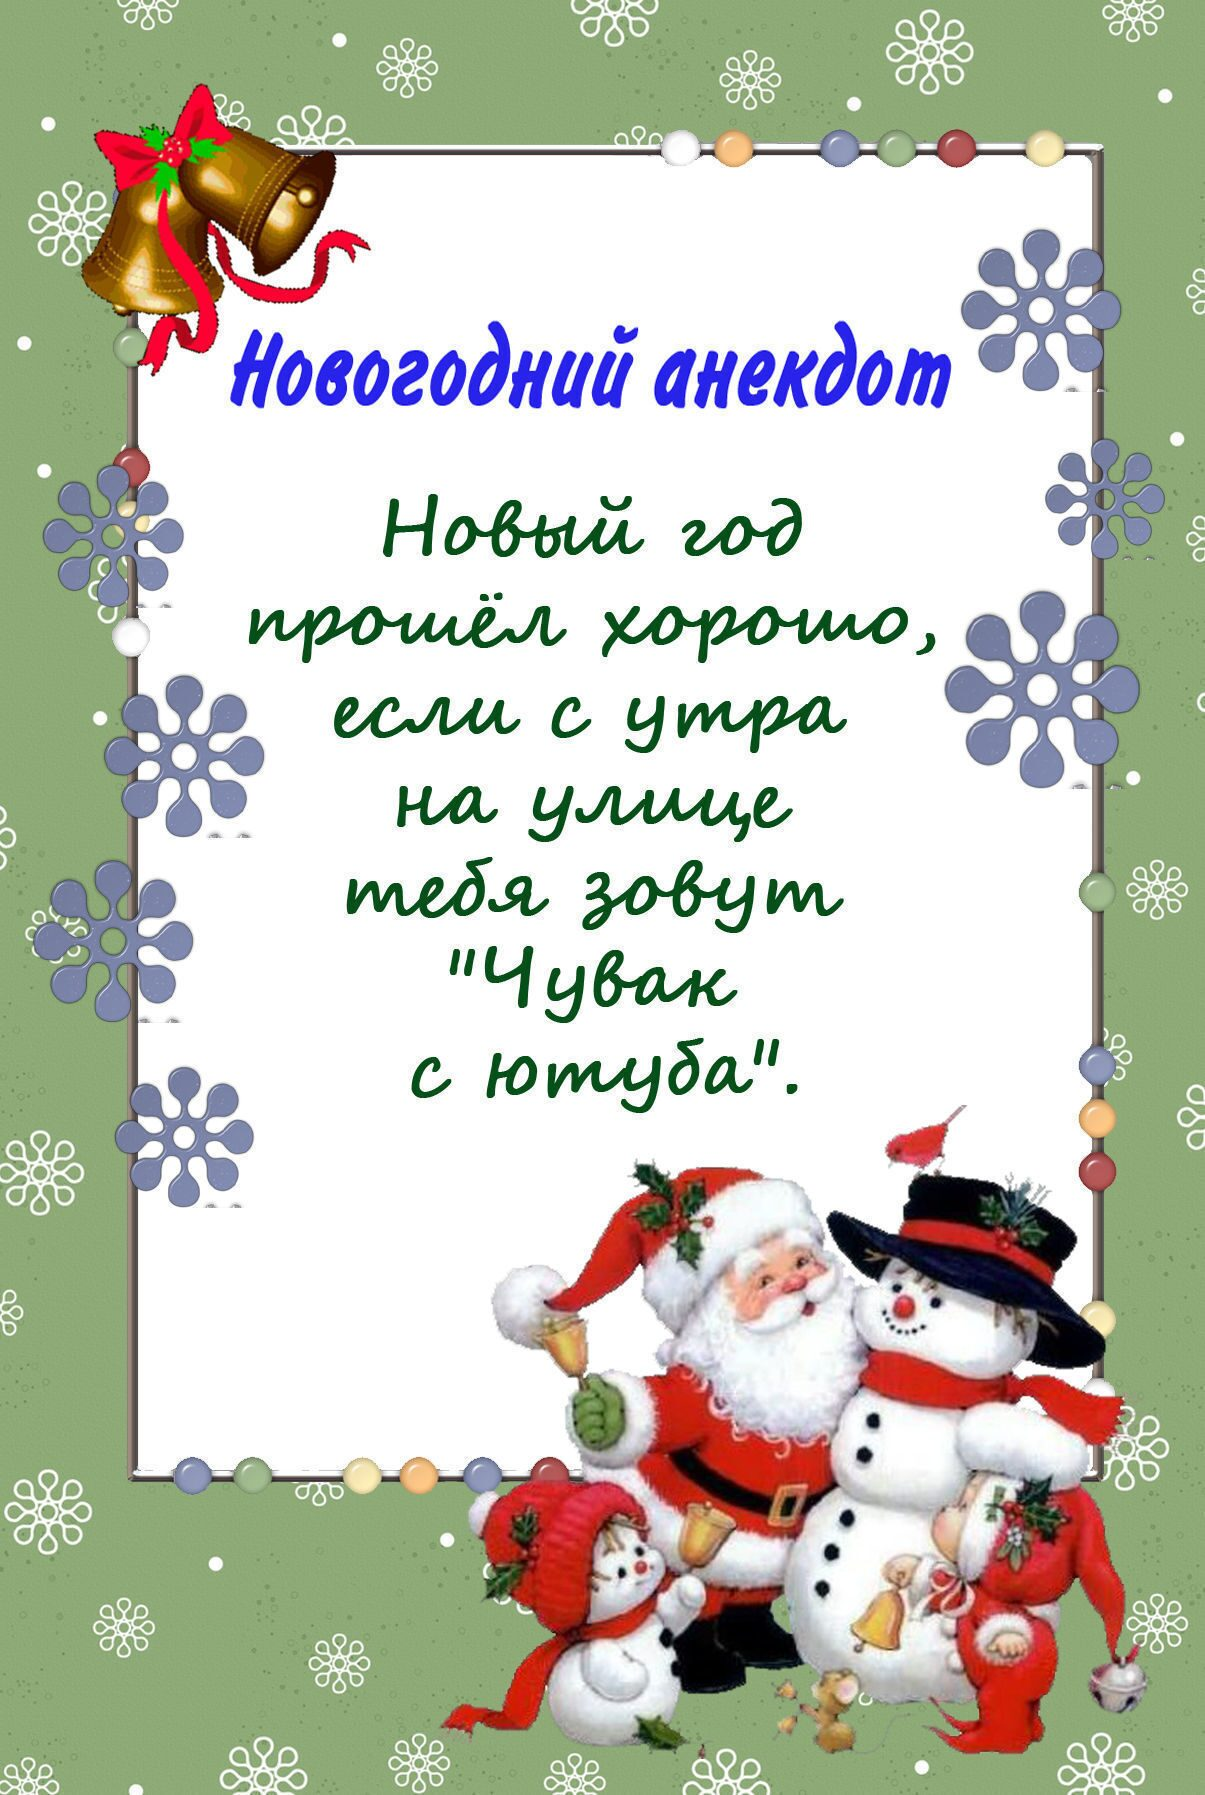 Новогодний анекдот
Новый год
прошёл хорошо,
если с утра
на улице
тебя зовут
"Чувак
с ютуба".